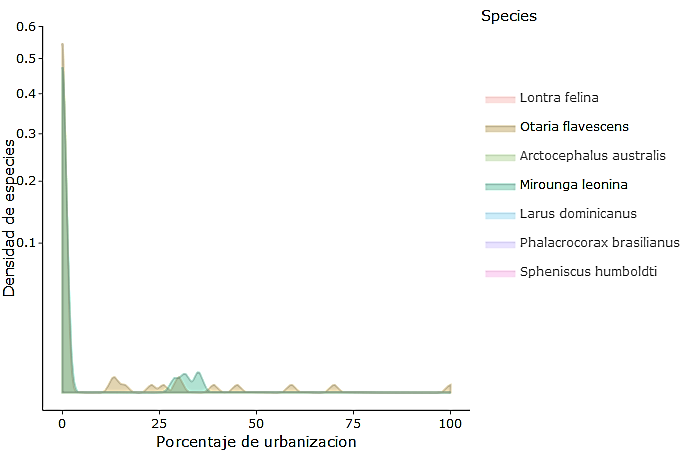 Species
0.6
0.5
0.4
0.3
0.2
0.1
Densidad de especies
Lontra felina
Otaria flavescens
Arctocephalus australis
Mirounga leonina
Larus dominicanus
Phalacrocorax brasilianus
Spheniscus humboldti
0 25 50 75 100
Porcentaje de urbanizacion